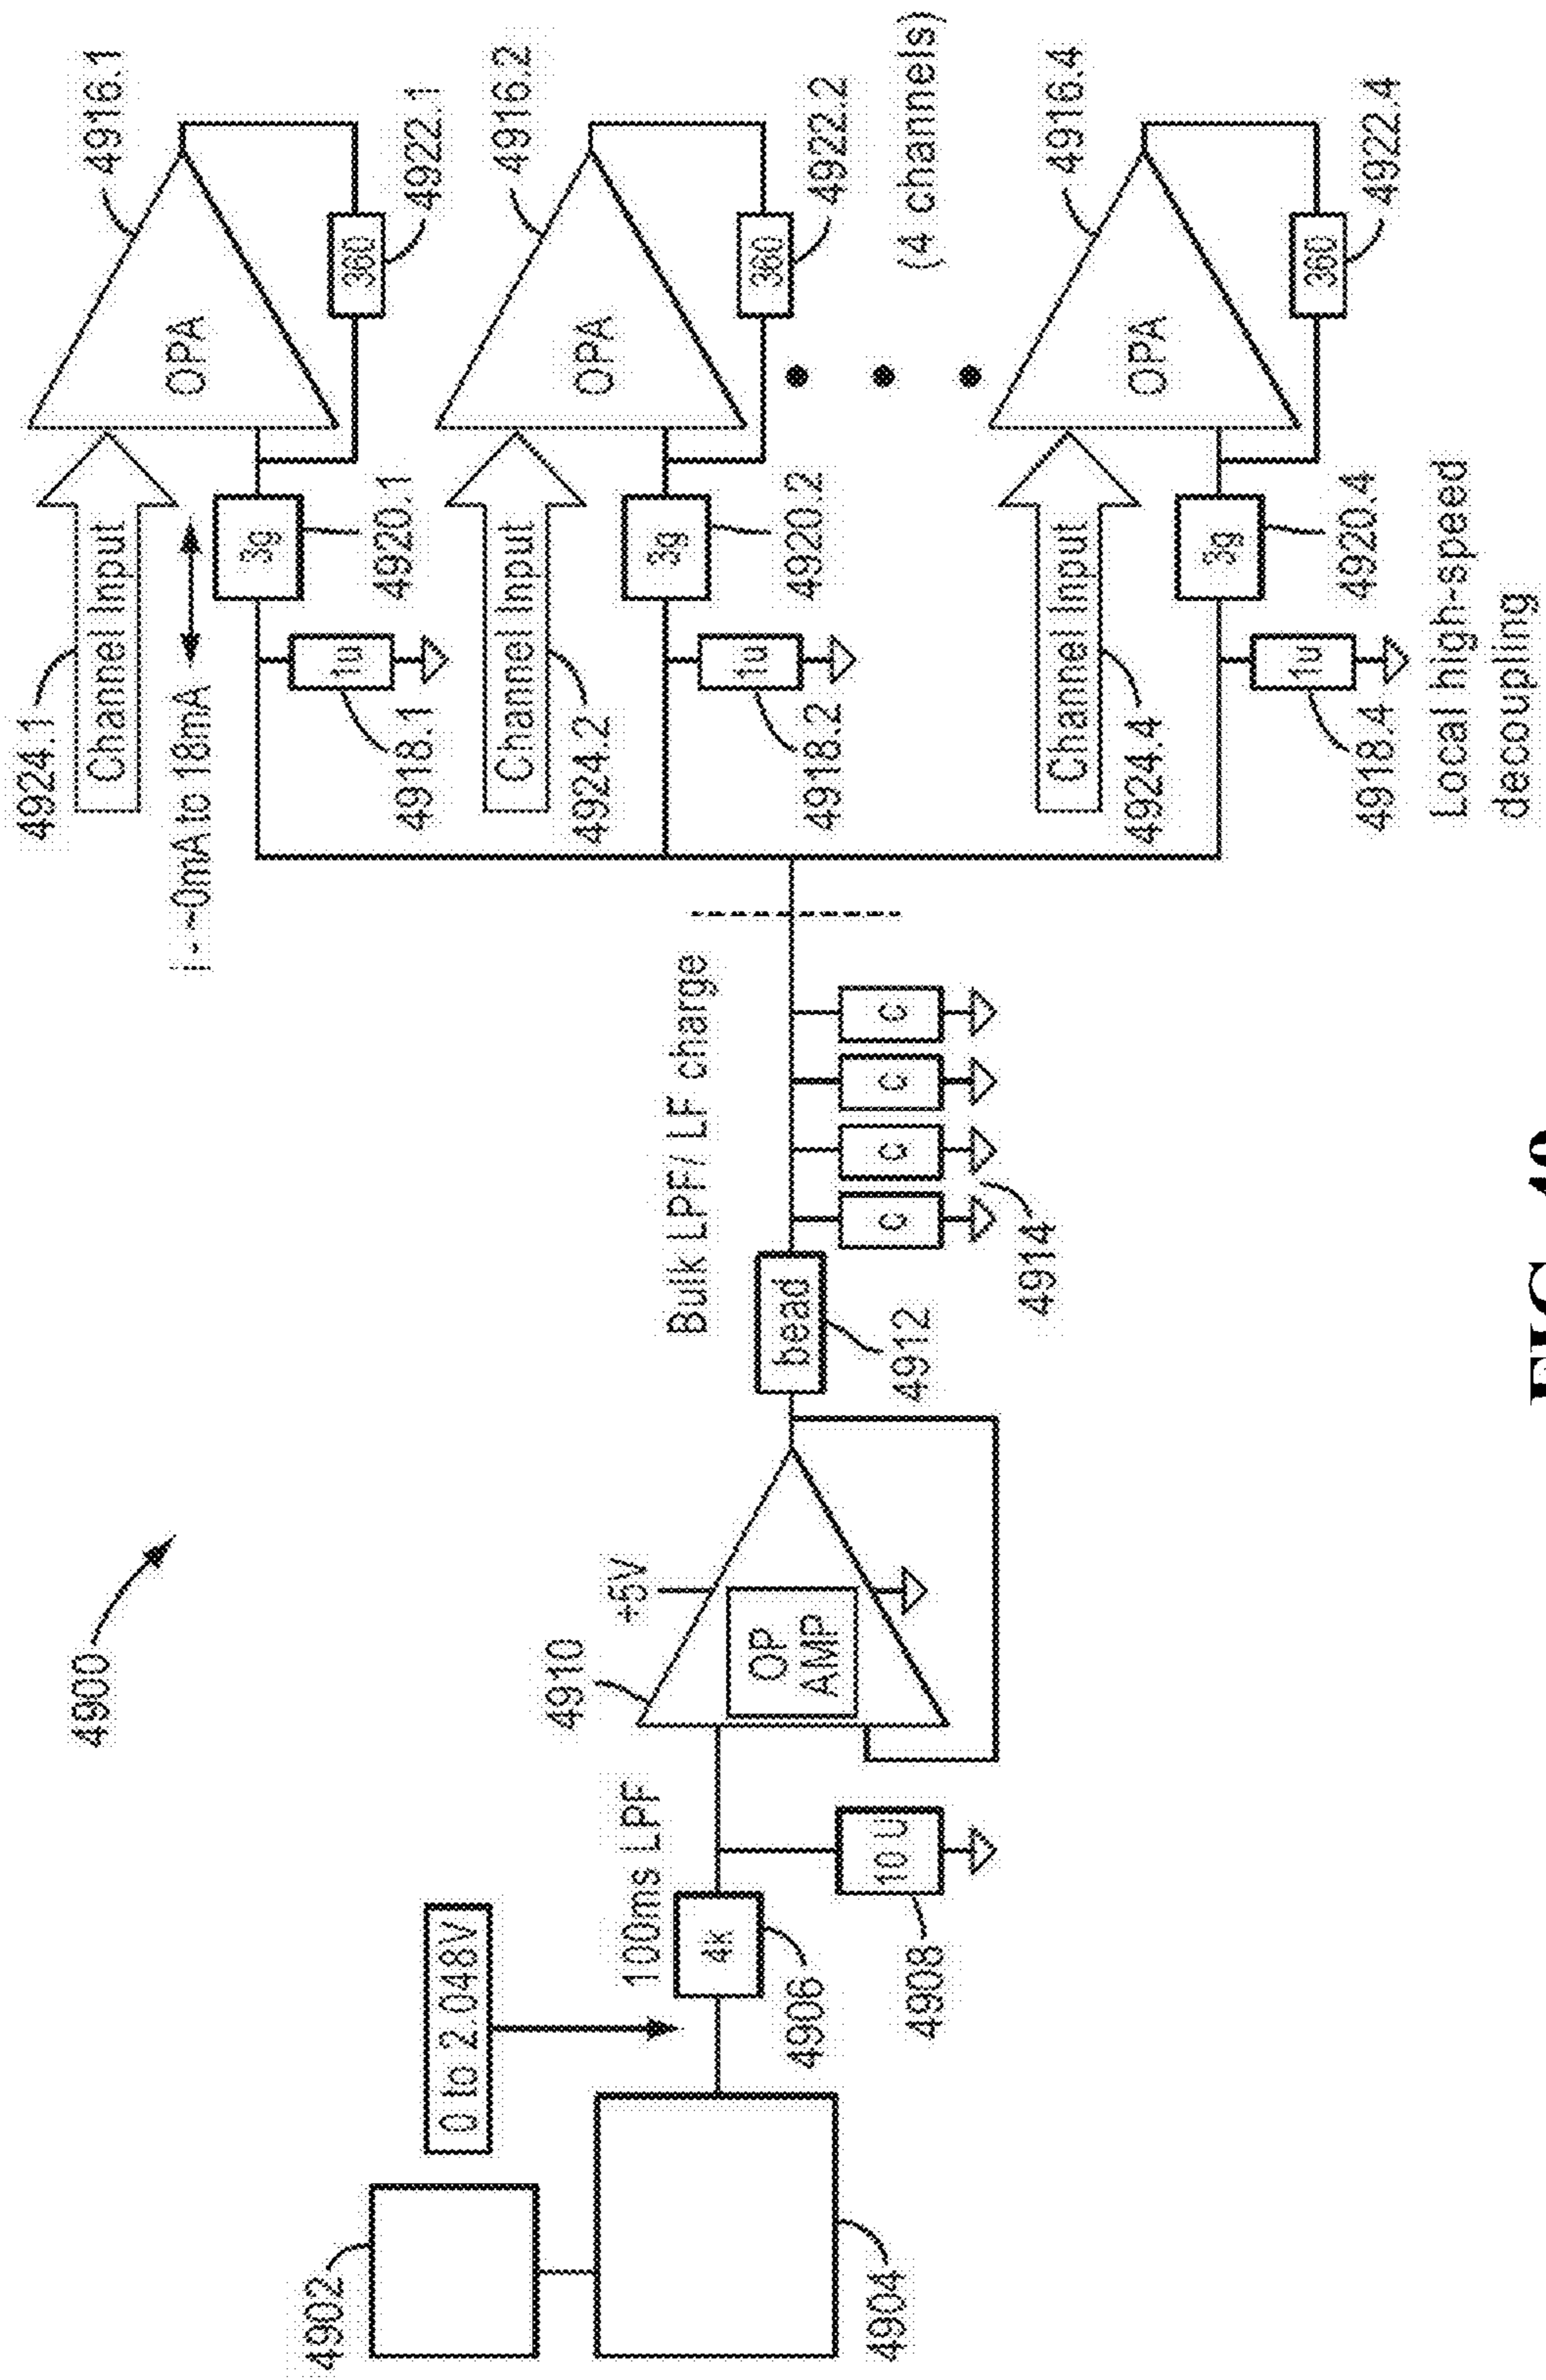 4900
4902
4904
0 to 2.048V
100ms LPF
4k
4906
10 U
4908
4910
+5V
OP
AMP
bead
4912
Bulk LPF/ LF charge
C
C
C
C
4914
I - ~0mA to 18mA
4924.1
Channel Input
OPA
4916.1
3g
4920.1
1u
4918.1
360
4922.1
4924.2
Channel Input
OPA
4916.2
3g
4920.2
1u
4918.2
360
4922.2
(4 channels)
4924.4
Channel Input
OPA
4916.4
3g
4920.4
1u
4918.4
360
4922.4
Local high-speed
decoupling